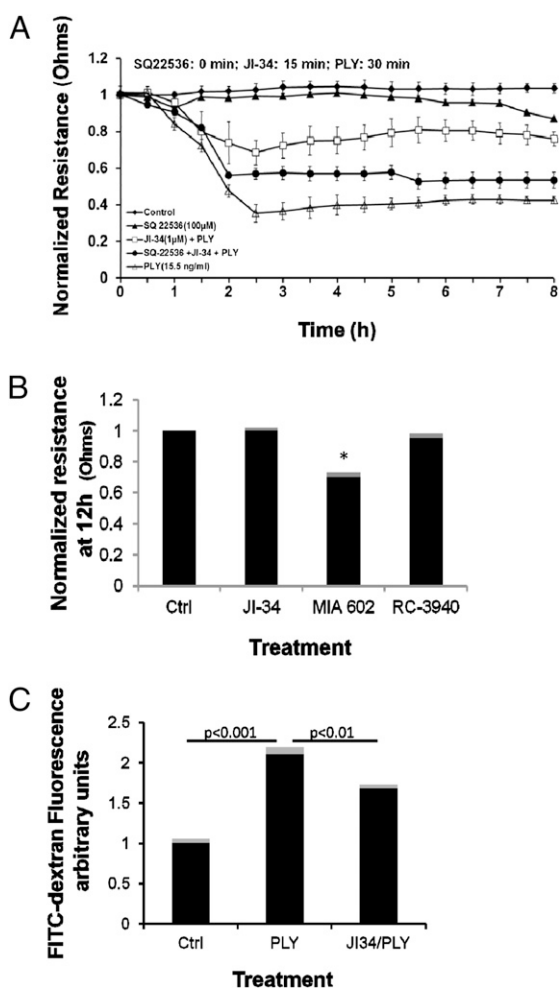 A
SQ22536: 0 min; JI-34: 15 min; PLY: 30 min
Normalized Resistance (Ohms)
1.2
1
0.8
0.6
0.4
0.2
0
Control
SQ 22536(100µM)
JI-34(1µM) + PLY
SQ-22536 +JI-34 + PLY
PLY(15.5 ng/ml)
0 1 2 3 4 5 6 7 8
Time (h)
B
Normalized resistance
at 12h (Ohms)
1.2
1
0.8
0.6
0.4
0.2
0
*
Ctrl JI-34 MIA 602 RC-3940
Treatment
C
FITC-dextran Fluorescence
arbitrary units
2.5
2
1.5
1
0.5
0
p<0.001 p<0.01
Ctrl PLY JI34/PLY
Treatment